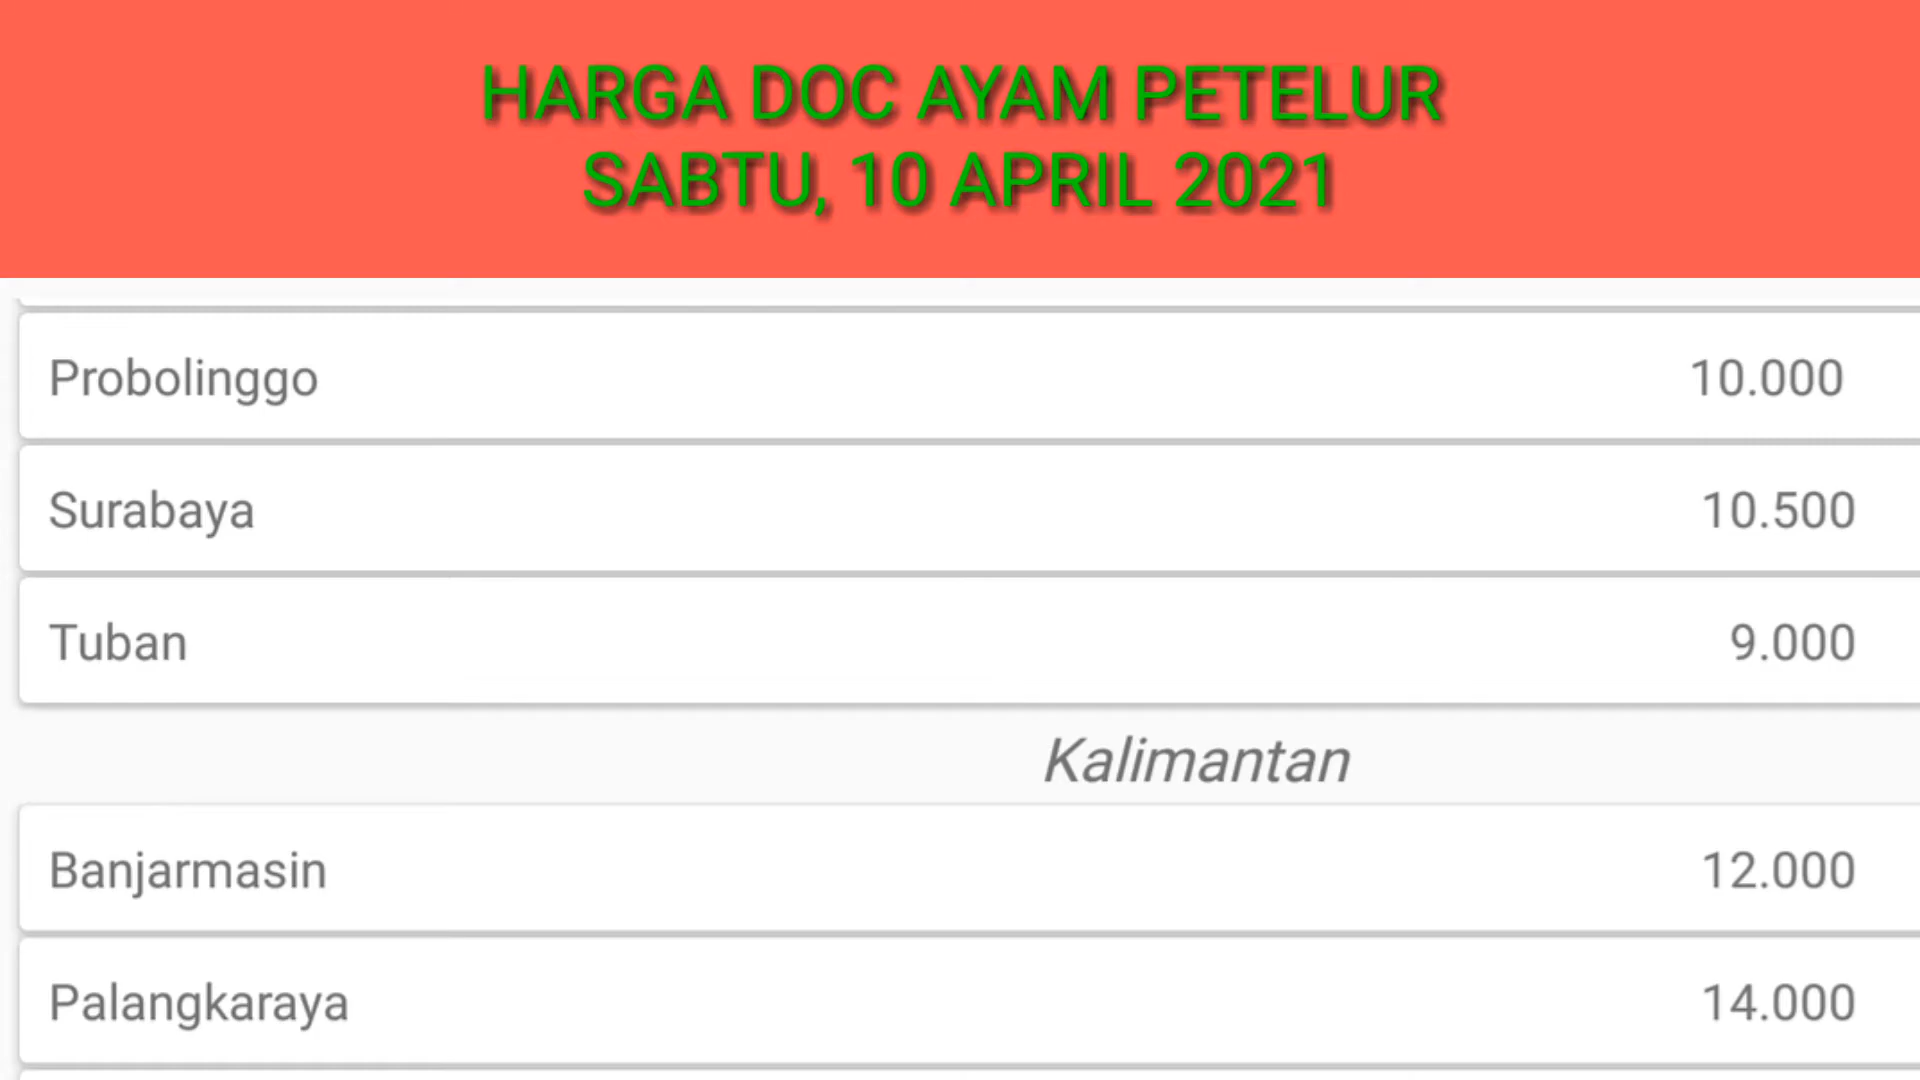 HARGA DOC AYAM PETELUR
SABTU, 10 APRIL 2021
Probolinggo 10.000
Surabaya 10.500
Tuban 9.000
Kalimantan
Banjarmasin 12.000
Palangkaraya 14.000